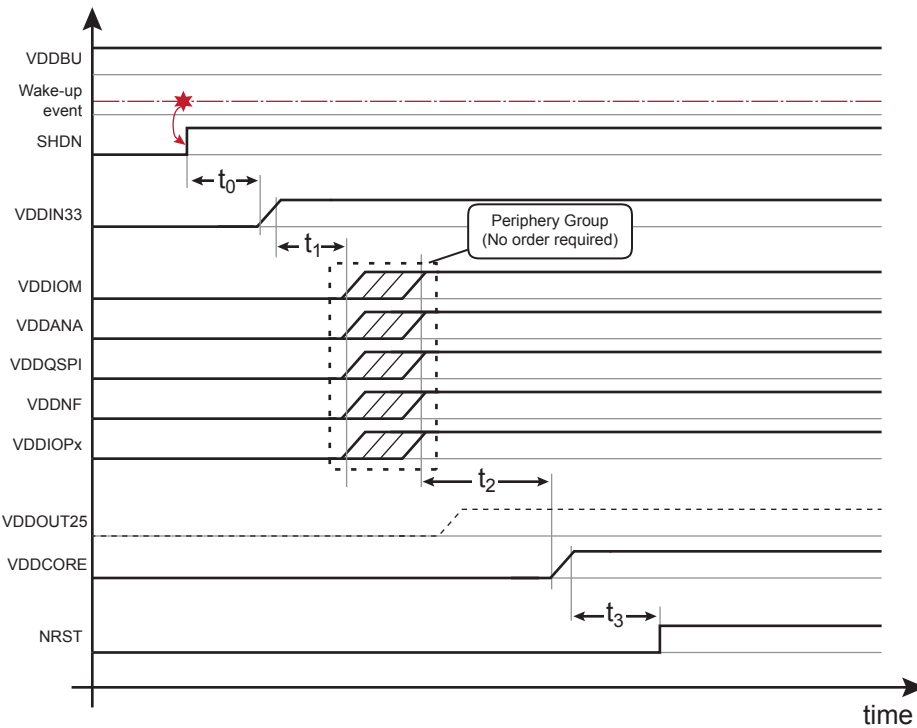 VDDBU
Wake-up
event
SHDN
t0
VDDIN33
Periphery Group
(No order required)
t1
VDDIOM
VDDANA
VDDQSPI
VDDNF
VDDIOPx
t2
VDDOUT25
VDDCORE
t3
NRST
time